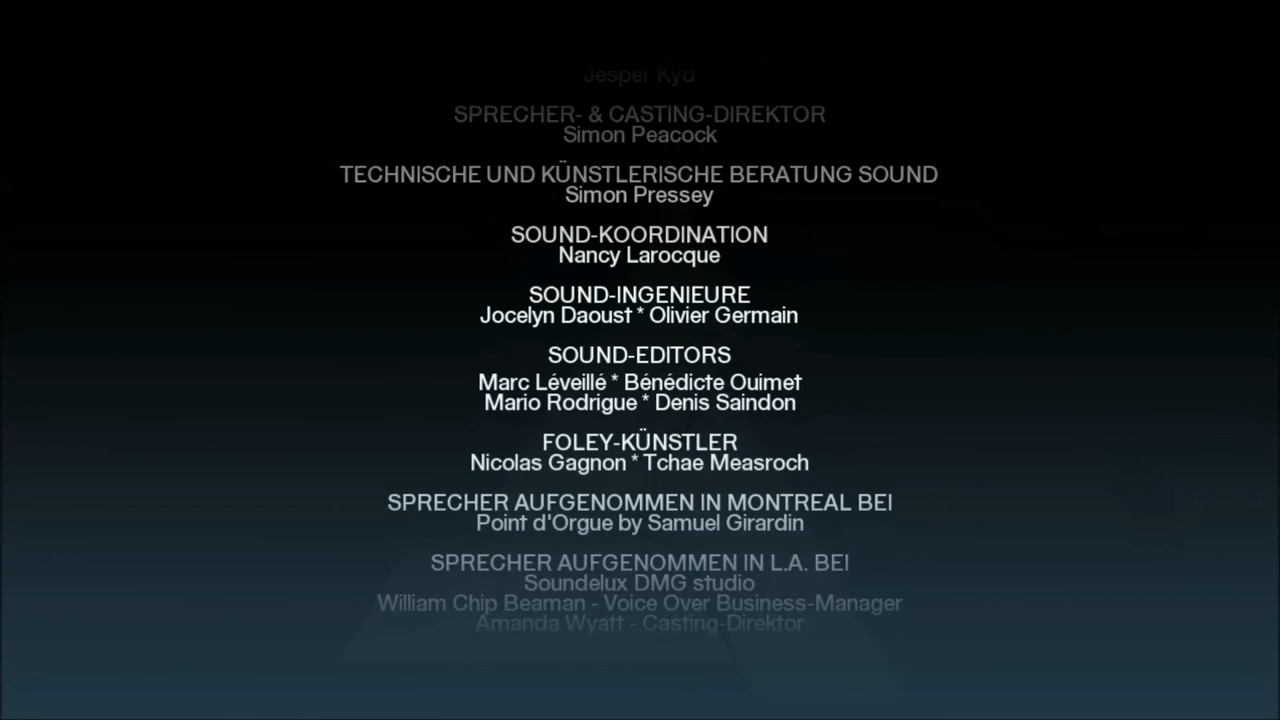 Jesper Kyd
SPRECHER- & CASTING-DIREKTOR
Simon Peacock
TECHNISCHE UND KÜNSTLERISCHE BERATUNG SOUND
Simon Pressey
SOUND-KOORDINATION
Nancy Larocque
SOUND-INGENIEURE
Jocelyn Daoust * Olivier Germain
SOUND-EDITORS
Marc Léveillé * Bénédicte Ouimet
Mario Rodrigue * Denis Saindon
FOLEY-KÜNSTLER
Nicolas Gagnon * Tchae Measroch
SPRECHER AUFGENOMMEN IN MONTREAL BEI
Point d'Orgue by Samuel Girardin
SPRECHER AUFGENOMMEN IN L.A. BEI
Soundelux DMG studio
William Chip Beaman - Voice Over Business-Manager
Amanda Wyatt - Casting-Direktor